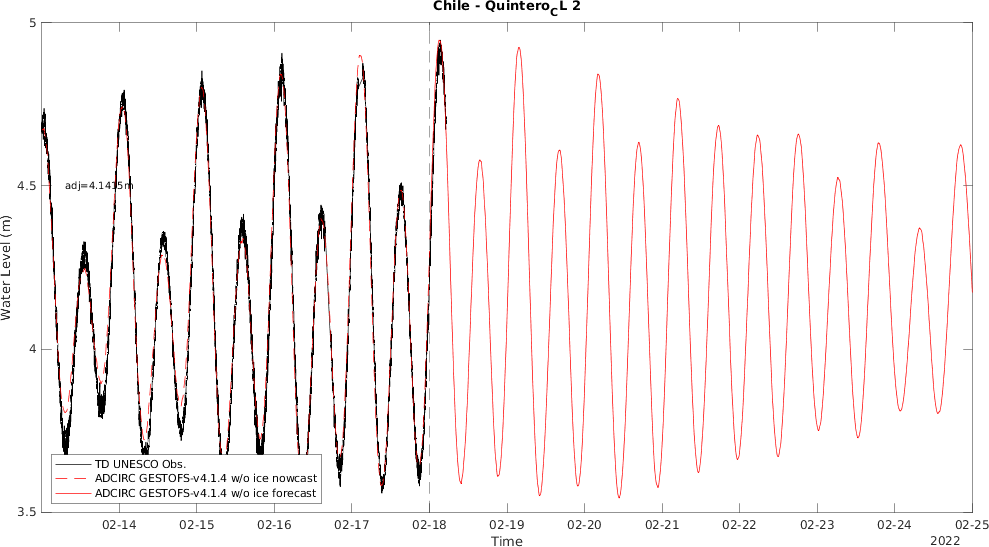 Chile - Quintero_CL 2
5
4.5
4
3.5
Water Level (m)
adj=4.1415m
TD UNESCO Obs.
ADCIRC GESTOFS-v4.1.4 w/o ice nowcast
ADCIRC GESTOFS-v4.1.4 w/o ice forecast
02-14 02-15 02-16 02-17 02-18 02-19 02-20 02-21 02-22 02-23 02-24 02-25
Time
2022